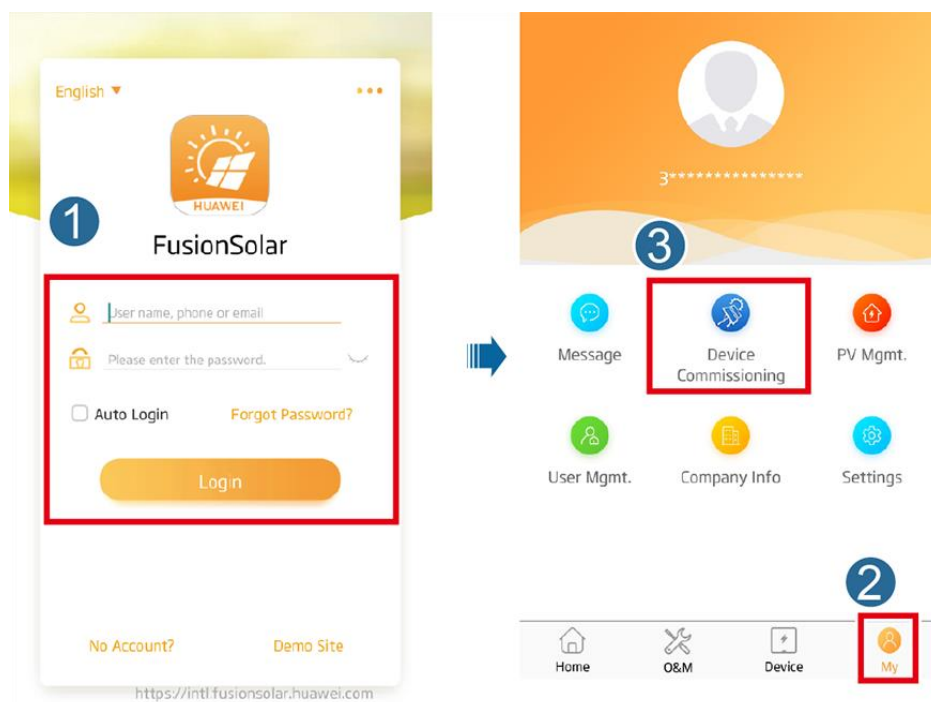 English ▼
HUAWEI
1
FusionSolar
User name, phone or email
Please enter the password.
Auto Login
Forgot Password?
Login
No Account?
Demo Site
https://intl.fusionsolar.huawei.com
3***************
3
Message
Device
Commissioning
PV Mgmt.
User Mgmt.
Company Info
Settings
2
Home
O&M
Device
My